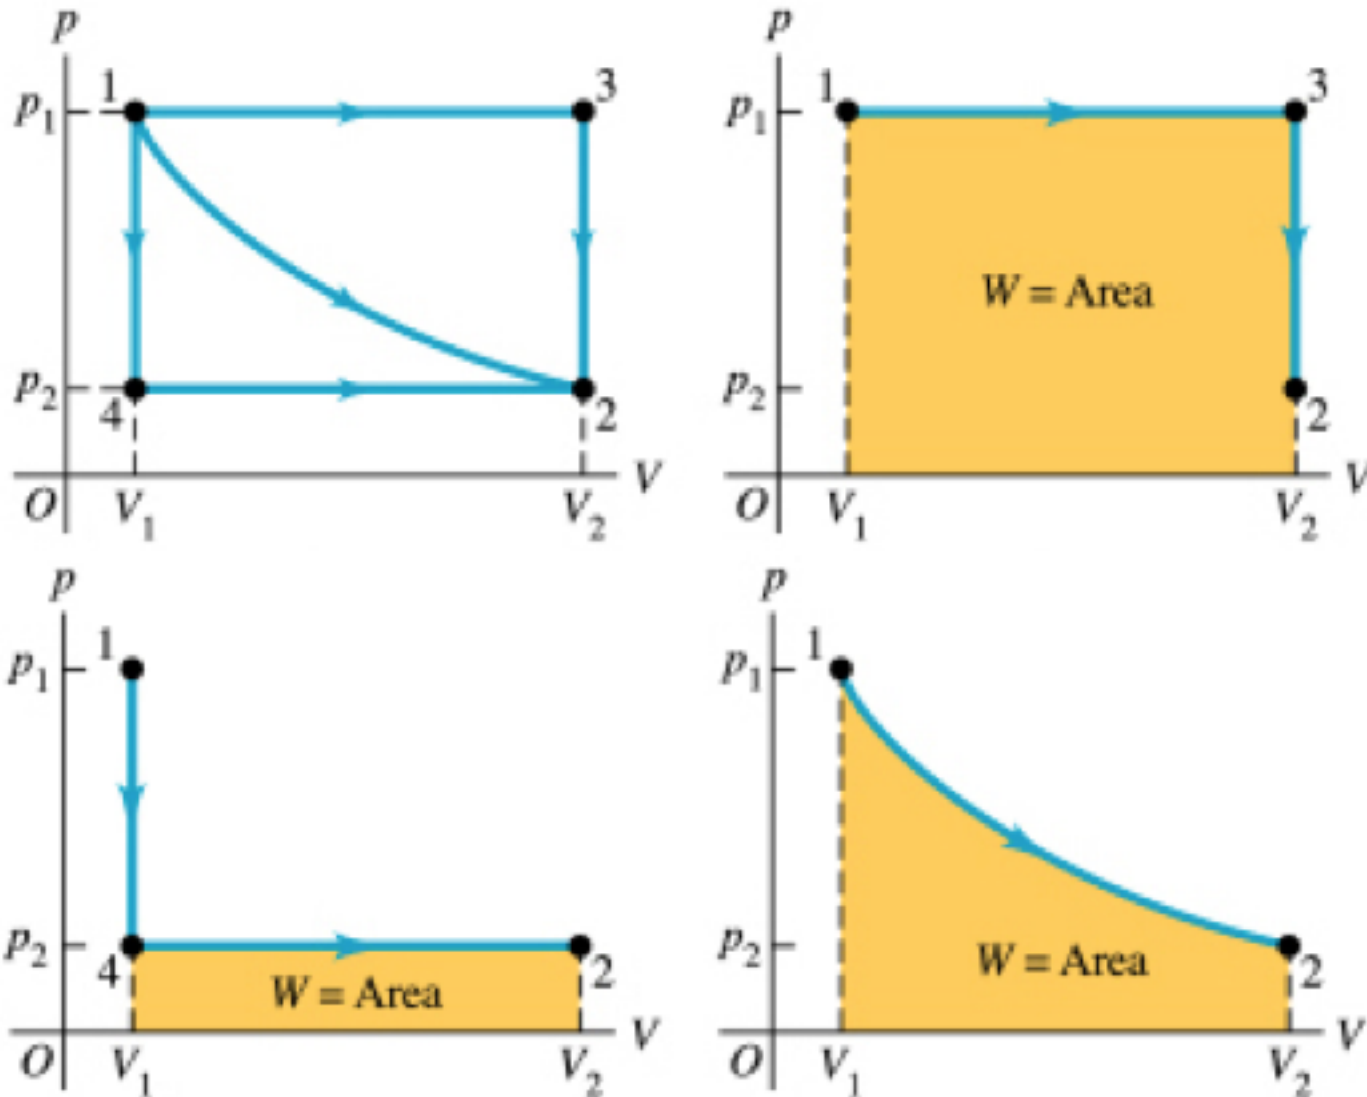 p
1
3
p₁
p₂
4
2
O
V₁
V₂
V
p
1
3
p₁
W = Area
p₂
2
O
V₁
V₂
V
p
1
p₁
p₂
4
2
W = Area
O
V₁
V₂
V
p
1
p₁
p₂
W = Area
2
O
V₁
V₂
V